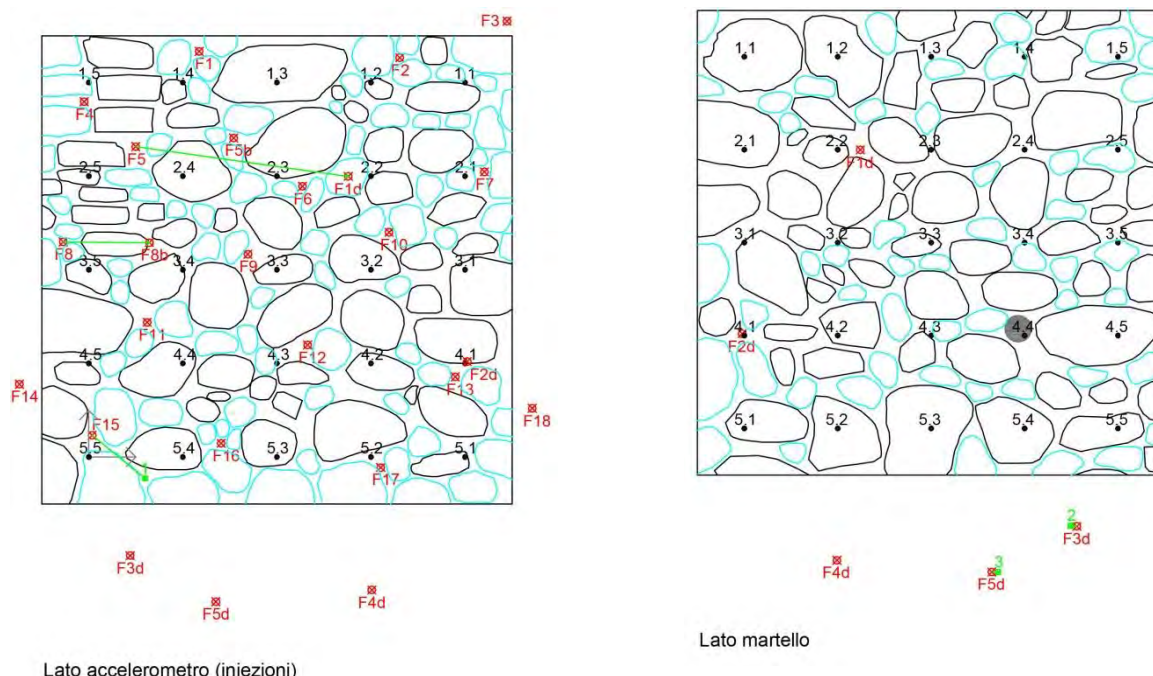 F3
F1
F2
1.5
1.4
1.3
1.2
1.1
F4
F5
F5b
2.5
2.4
2.3
F1d
2.2
2.1
F7
F6
F10
F8
F8b
F9
3.5
3.4
3.3
3.2
3.1
F11
F12
4.5
4.4
4.3
4.2
4.1
F2d
F13
F14
F15
F18
F16
5.5
5.4
5.3
5.2
5.1
1
F17
F3d
F5d
F4d
Lato accelerometro (iniezioni)
1.1
1.2
1.3
1.4
1.5
2.1
2.2
F1d
2.3
2.4
2.5
3.1
3.2
3.3
3.4
3.5
4.1
F2d
4.2
4.3
4.4
4.5
5.1
5.2
5.3
5.4
5.5
2
F3d
F4d
3
F5d
Lato martello